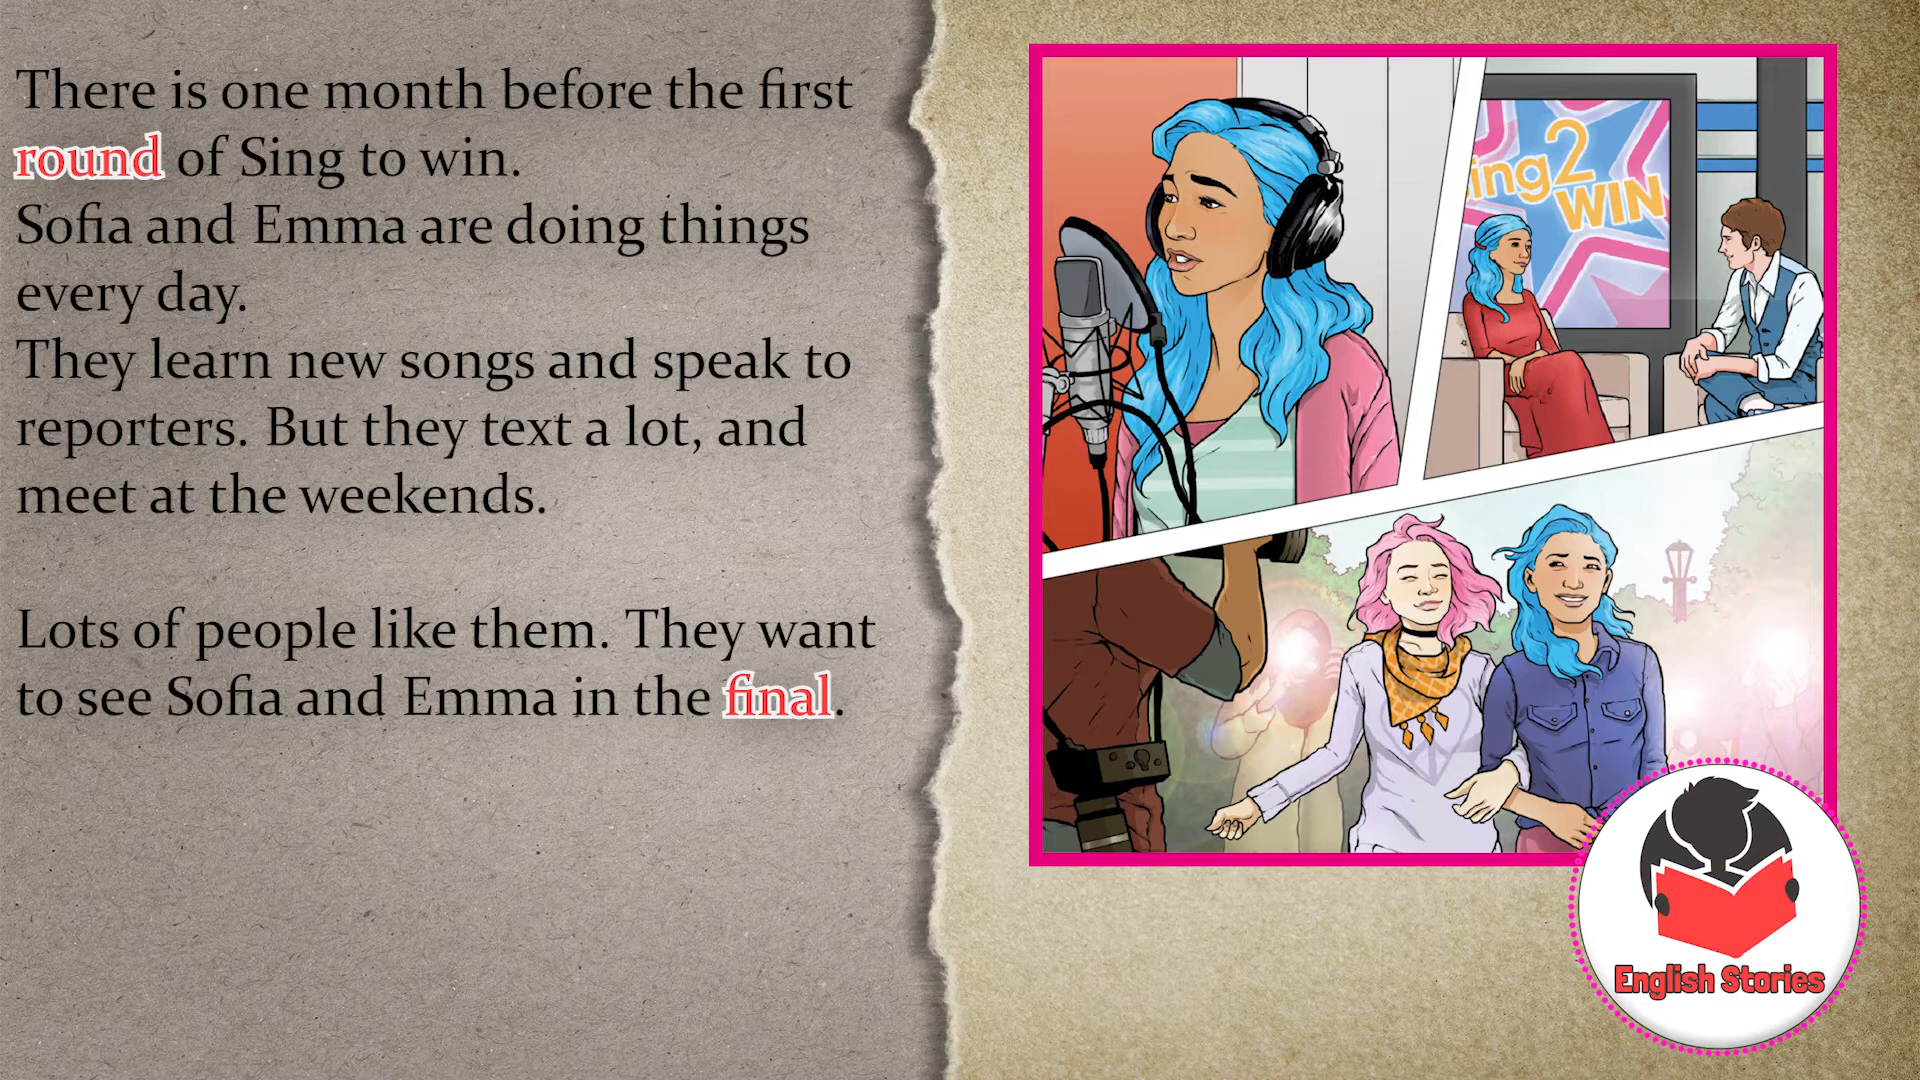 There is one month before the first
round of Sing to win.
Sofia and Emma are doing things
every day.
They learn new songs and speak to
reporters. But they text a lot, and
meet at the weekends.
Lots of people like them. They want
to see Sofia and Emma in the final.
ing2
WIN
English Stories